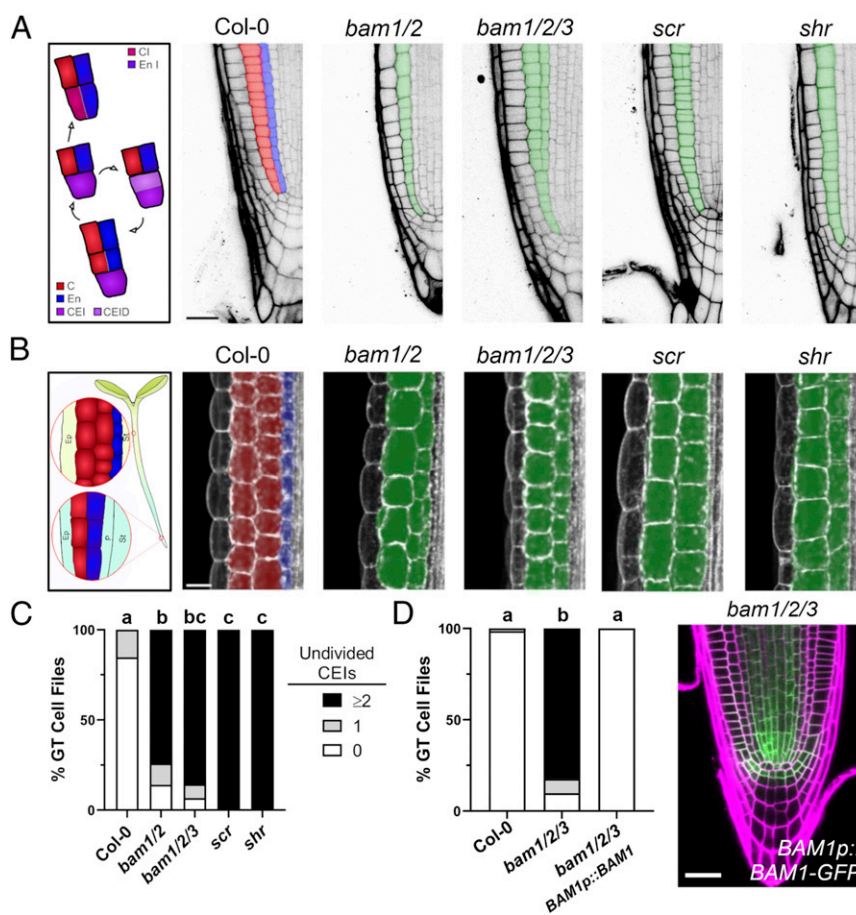 A
Col-0
bam1/2
bam1/2/3
scr
shr
CI
En I
C
En
CEI
CEID
B
Col-0
bam1/2
bam1/2/3
scr
shr
Ep
St
Ep
P
St
C
a
b
bc
c
c
% GT Cell Files
100
50
0
Col-0
bam1/2
bam1/2/3
scr
shr
Undivided
CEIs
≥2
1
0
D
a
b
a
% GT Cell Files
100
50
0
Col-0
bam1/2/3
bam1/2/3
BAM1p::BAM1
bam1/2/3
BAM1p::
BAM1-GFP